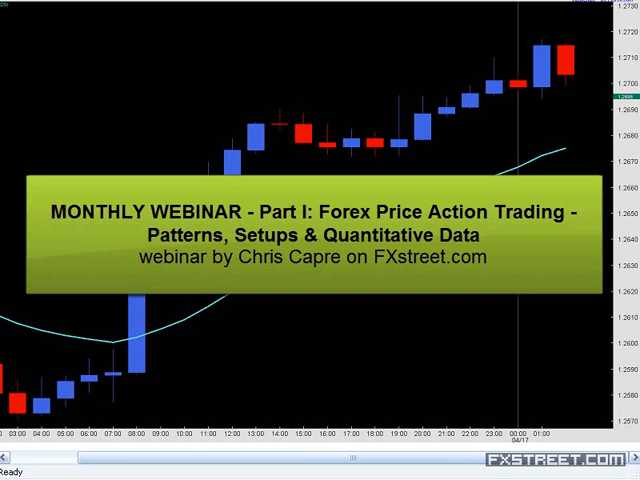 1.2730
1.2720
1.2710
1.2700
1.2680
1.2670
1.2660
1.2650
1.2640
1.2630
1.2620
1.2610
1.2600
1.2590
1.2580
1.2570
MONTHLY WEBINAR - Part I: Forex Price Action Trading -
Patterns, Setups & Quantitative Data
webinar by Chris Capre on FXstreet.com
03:00 04:00 05:00 06:00 07:00 08:00 09:00 10:00 11:00 12:00 13:00 14:00 15:00 16:00 17:00 18:00 19:00 20:00 21:00 22:00 23:00 00:00 01:00
04/17
FXSTREET.COM
Ready